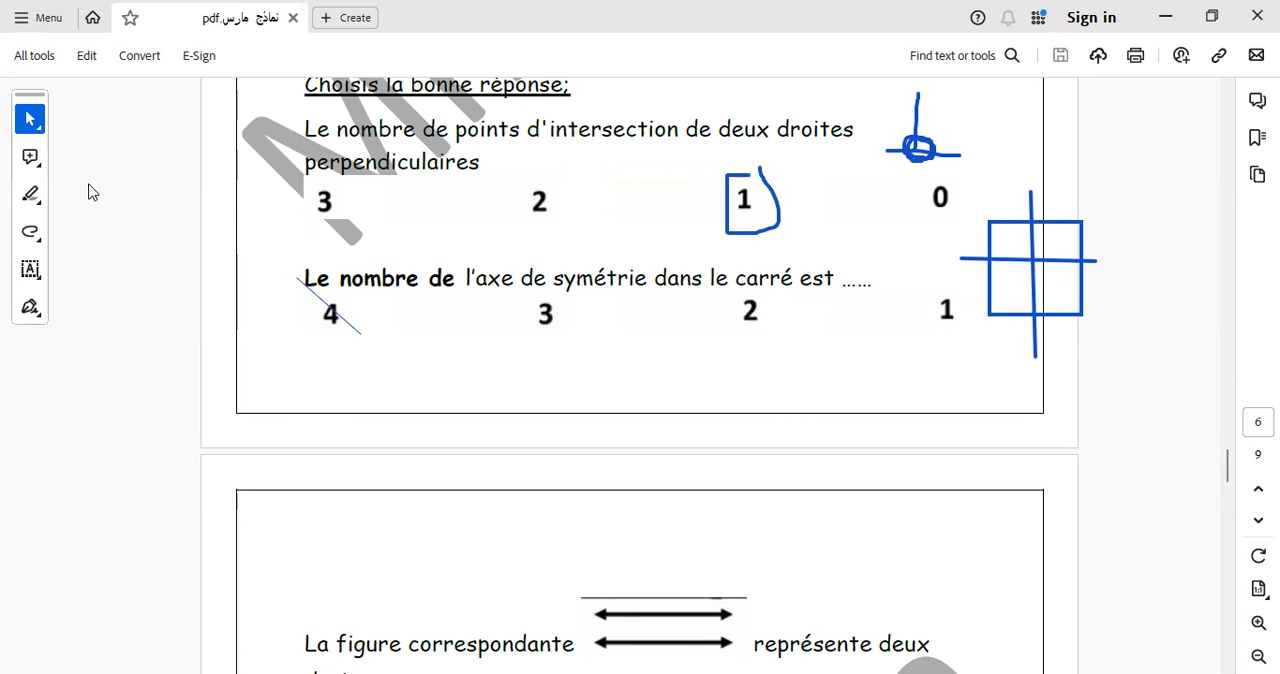 Menu
نماذج مارس.pdf
Create
Sign in
All tools
Edit
Convert
E-Sign
Find text or tools
Choisis la bonne réponse;
Le nombre de points d'intersection de deux droites
perpendiculaires
3 2 1 0
Le nombre de l'axe de symétrie dans le carré est ......
4 3 2 1
La figure correspondante représente deux
6
9